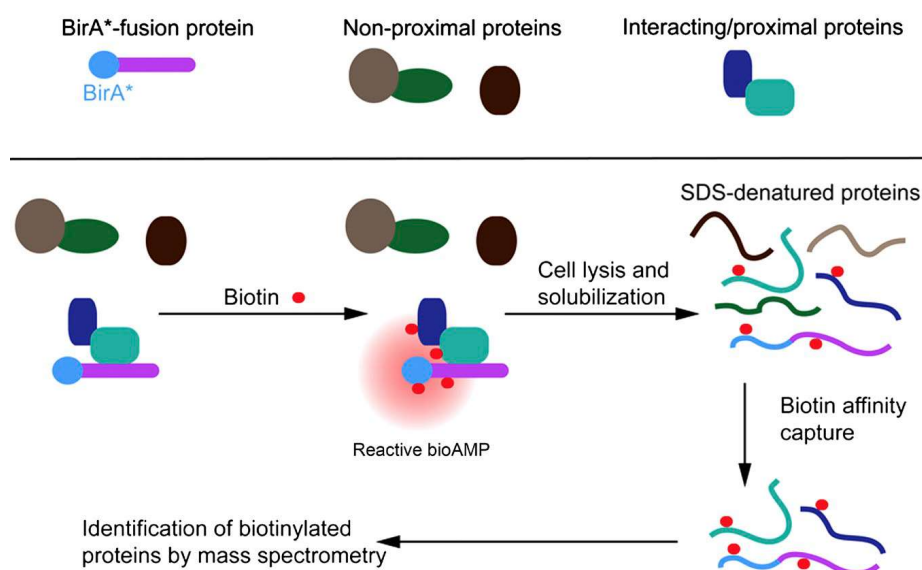 BirA*-fusion protein
Non-proximal proteins
Interacting/proximal proteins
BirA*
SDS-denatured proteins
Biotin
Cell lysis and
solubilization
Reactive bioAMP
Biotin affinity
capture
Identification of biotinylated
proteins by mass spectrometry